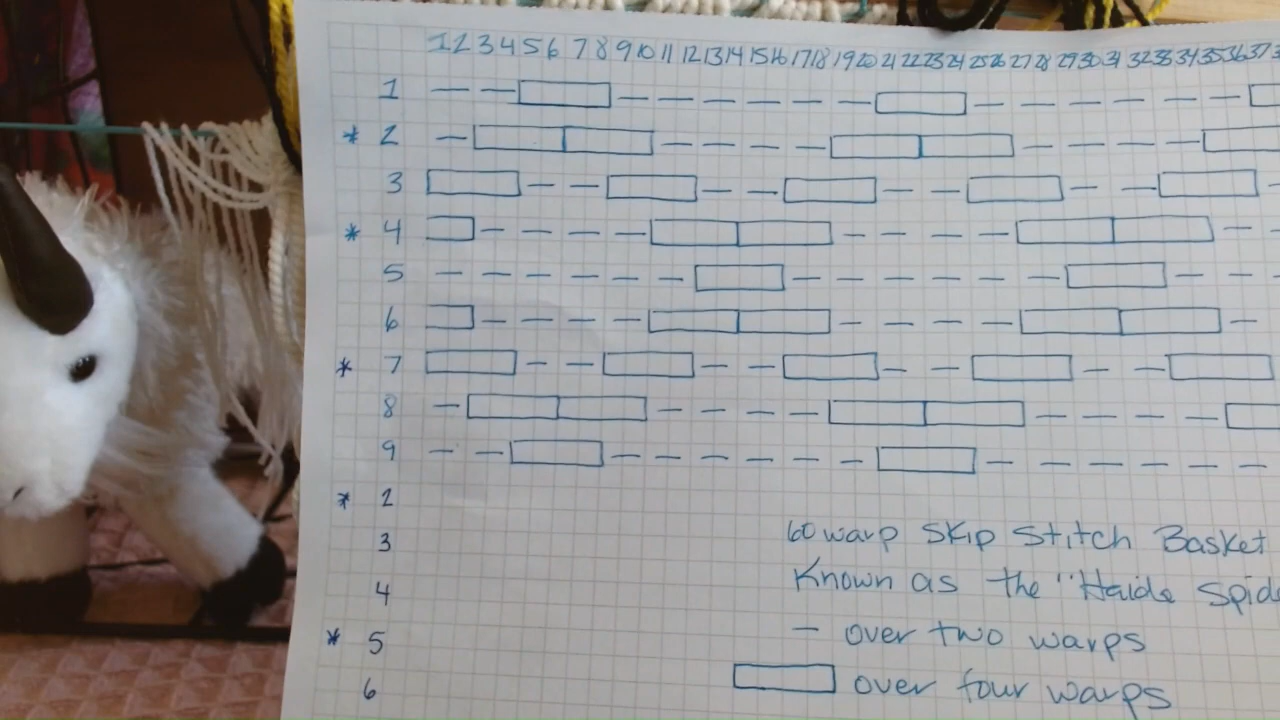 1 2 3 4 5 6 7 8 9 10 11 12 13 14 15 16 17 18 19 20 21 22 23 24 25 26 27 28 29 30 31 32 33 34 35 36 37 3
1
* 2
3
* 4
5
6
* 7
8
9
* 2
3
4
* 5
6
60 warp Skip Stitch Basket
Known as the "Haida Spide
— over two warps
over four warps